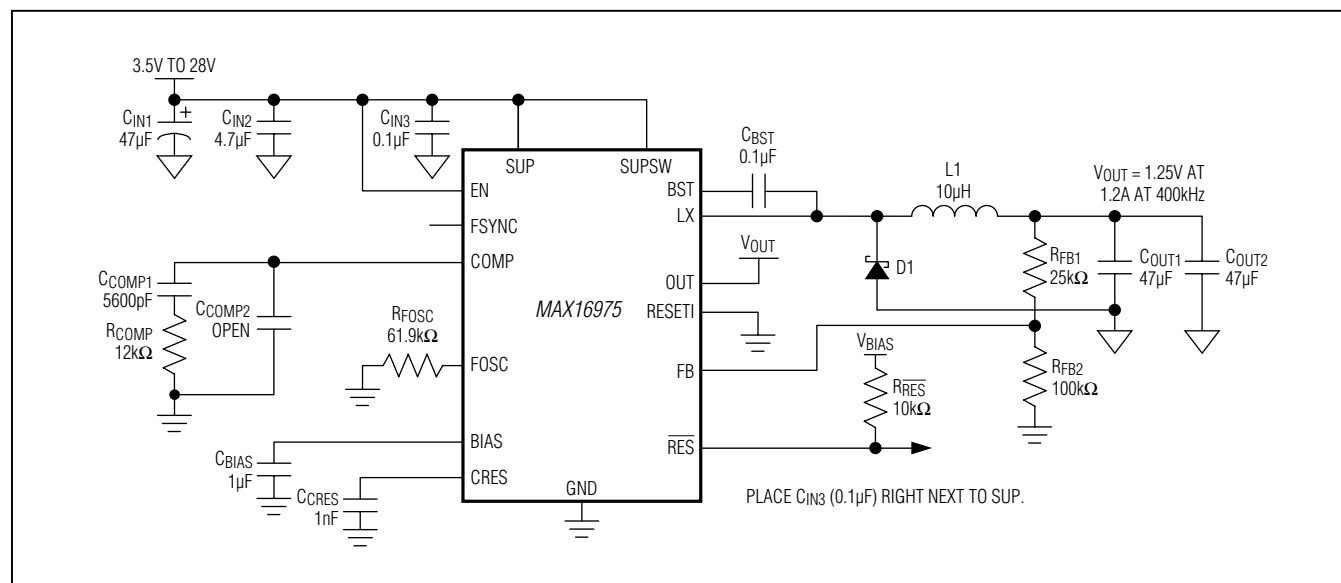 3.5V TO 28V
CIN1
47µF
+
CIN2
4.7µF
CIN3
0.1µF
SUP
SUPSW
EN
FSYNC
COMP
FOSC
BIAS
CRES
GND
MAX16975
BST
LX
OUT
RESETI
FB
RES
CCOMP1
5600pF
RCOMP
12kΩ
CCOMP2
OPEN
RFOSC
61.9kΩ
CBIAS
1µF
CCRES
1nF
CBST
0.1µF
L1
10µH
VOUT = 1.25V AT
1.2A AT 400kHz
VOUT
D1
RFB1
25kΩ
COUT1
47µF
COUT2
47µF
VBIAS
RRES
10kΩ
RFB2
100kΩ
PLACE CIN3 (0.1µF) RIGHT NEXT TO SUP.